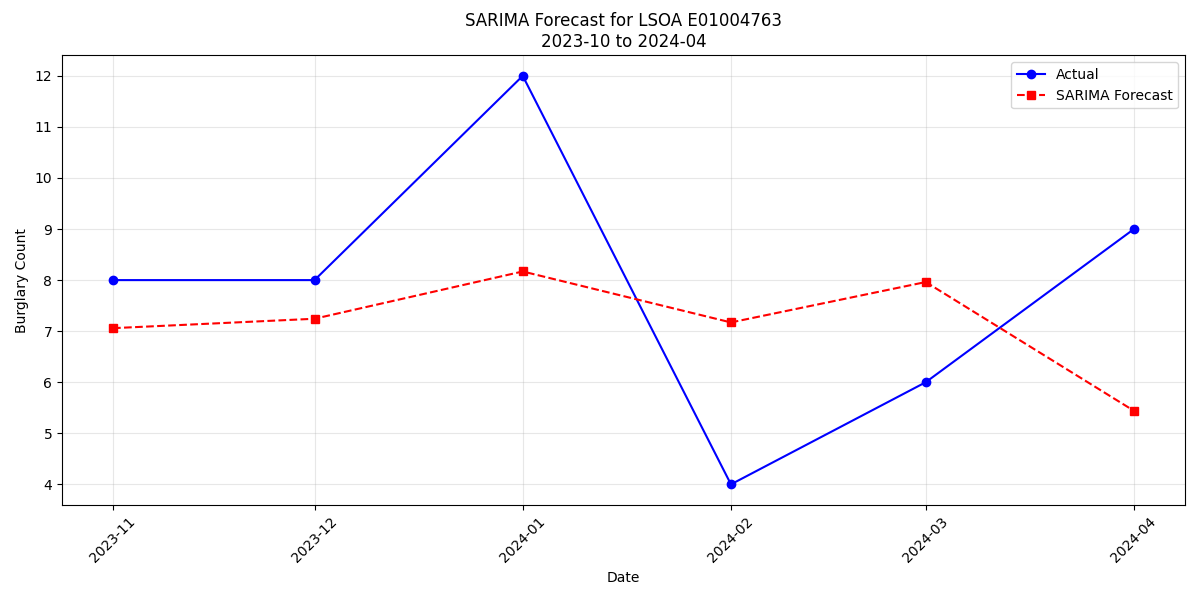 SARIMA Forecast for LSOA E01004763
2023-10 to 2024-04
Actual
SARIMA Forecast
Burglary Count
12
11
10
9
8
7
6
5
4
2023-11
2023-12
2024-01
2024-02
2024-03
2024-04
Date